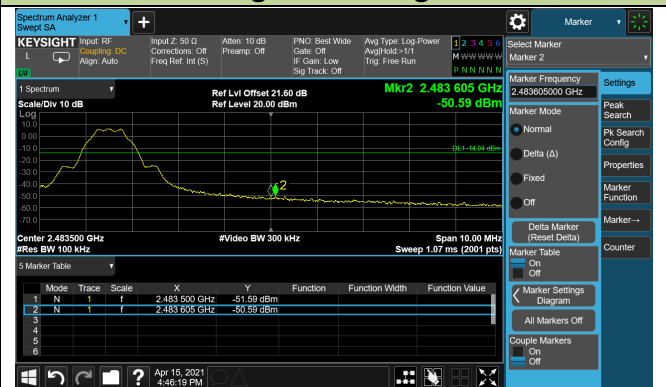 Spectrum Analyzer 1
Swept SA
+
Marker
KEYSIGHT
L
LXI
Input: RF
Coupling: DC
Align: Auto
Input Z: 50 Ω
Corrections: Off
Freq Ref: Int (S)
Atten: 10 dB
Preamp: Off
PNO: Best Wide
Gate: Off
IF Gain: Low
Sig Track: Off
Avg Type: Log-Power
Avg|Hold:>1/1
Trig: Free Run
1 2 3 4 5 6
M W W W W W
P N N N N N
Select Marker
Marker 2
Marker Frequency
2.483605000 GHz
Marker Mode
Normal
Delta (Δ)
Fixed
Off
Delta Marker
(Reset Delta)
Marker Table
On
Off
Marker Settings
Diagram
All Markers Off
Couple Markers
On
Off
Settings
Peak
Search
Pk Search
Config
Properties
Marker
Function
Marker→
Counter
1 Spectrum
Scale/Div 10 dB
Ref Lvl Offset 21.60 dB
Ref Level 20.00 dBm
Mkr2 2.483 605 GHz
-50.59 dBm
Log
10.0
0.00
-10.0
-20.0
-30.0
-40.0
-50.0
-60.0
-70.0
DL1 -14.04 dBm
2
Center 2.483500 GHz
#Res BW 100 kHz
#Video BW 300 kHz
Span 10.00 MHz
Sweep 1.07 ms (2001 pts)
5 Marker Table
Mode Trace Scale X Y Function Function Width Function Value
1 N 1 f 2.483 500 GHz -51.59 dBm
2 N 1 f 2.483 605 GHz -50.59 dBm
3
4
5
6
?
Apr 15, 2021
4:46:19 PM